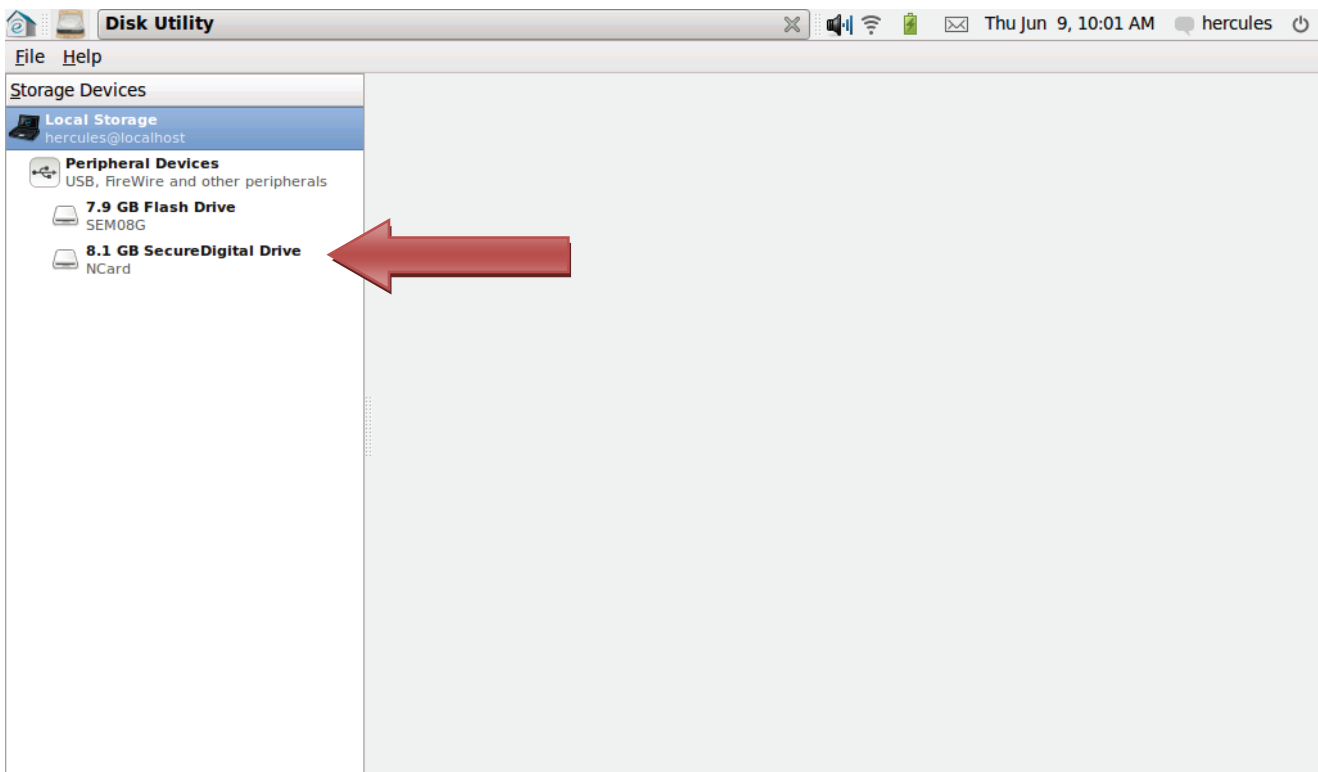 Disk Utility
Thu Jun 9, 10:01 AM
hercules
File Help
Storage Devices
Local Storage
hercules@localhost
Peripheral Devices
USB, FireWire and other peripherals
7.9 GB Flash Drive
SEM08G
8.1 GB SecureDigital Drive
NCard